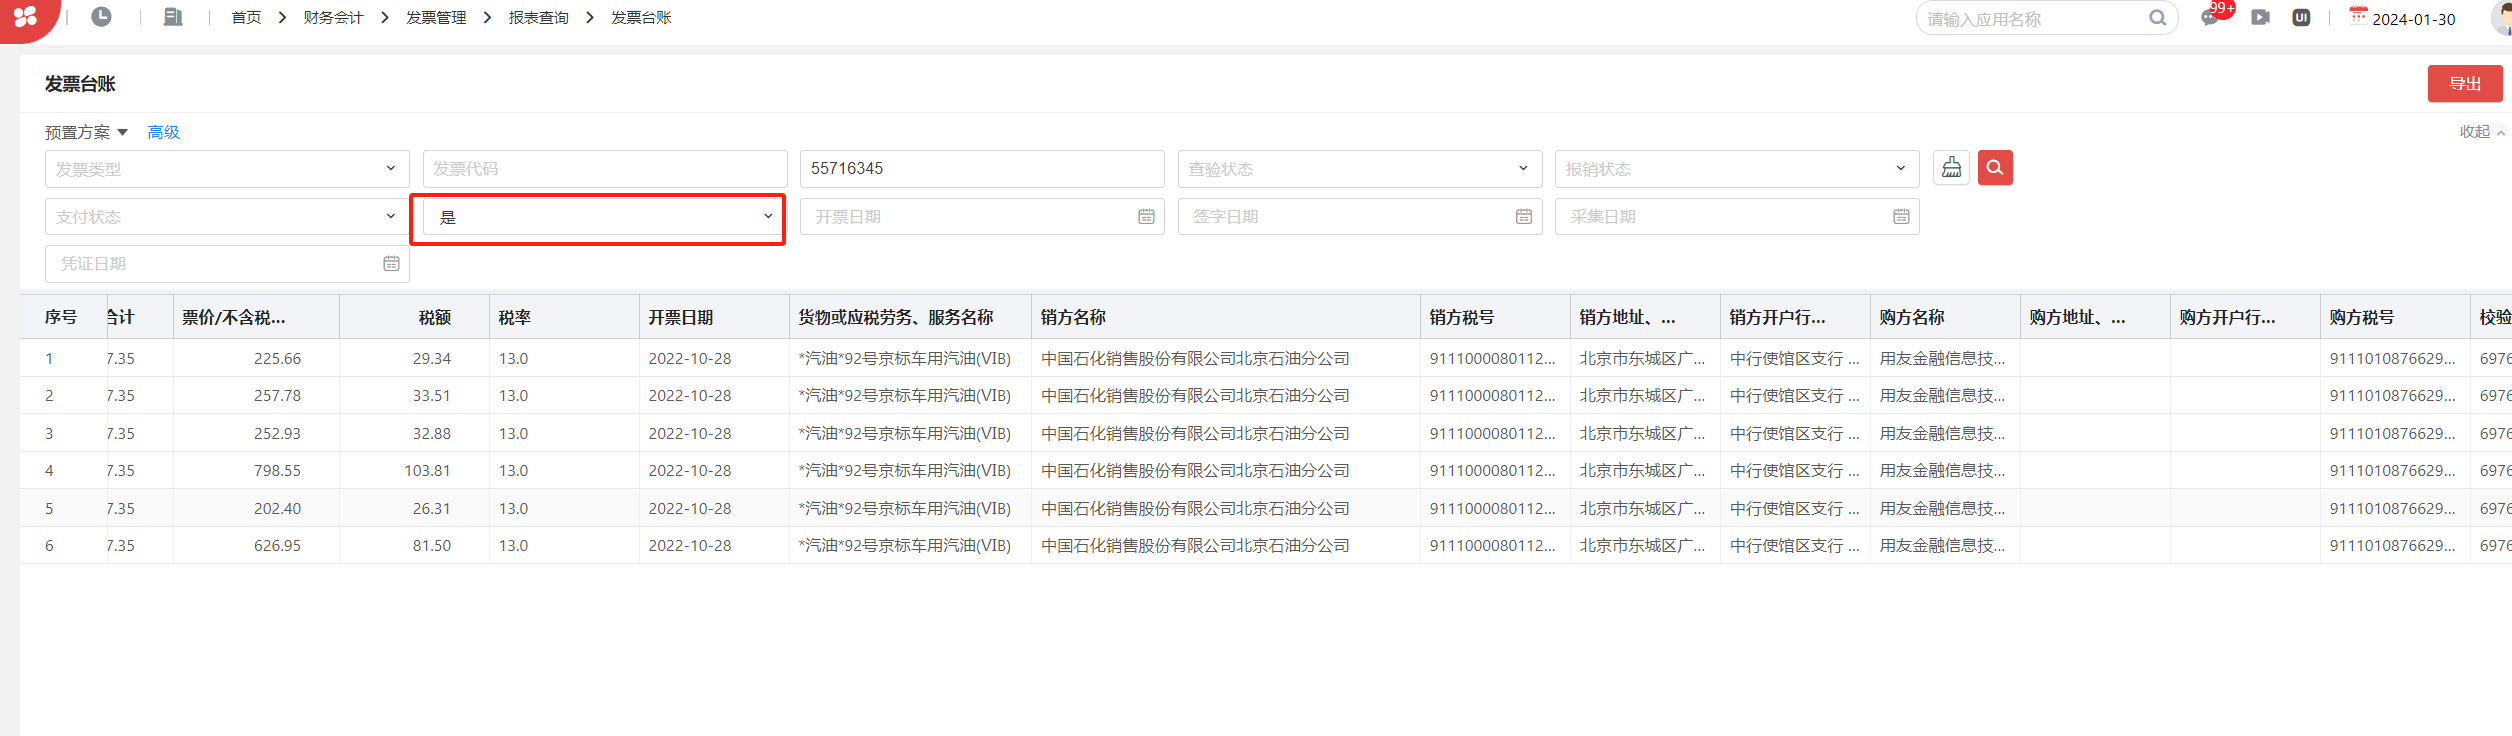 首页 > 财务会计 > 发票管理 > 报表查询 > 发票台账 请输入应用名称 99+ UI 2024-01-30
发票台账 导出
预置方案 高级 收起
发票类型 发票代码 55716345 查验状态 报销状态
支付状态 是 开票日期 签字日期 采集日期
凭证日期
序号 合计 票价/不含税... 税额 税率 开票日期 货物或应税劳务、服务名称 销方名称 销方税号 销方地址、... 销方开户行... 购方名称 购方地址、... 购方开户行... 购方税号 校验
1 7.35 225.66 29.34 13.0 2022-10-28 *汽油*92号京标车用汽油(VIB) 中国石化销售股份有限公司北京石油分公司 9111000080112... 北京市东城区广... 中行使馆区支行 ... 用友金融信息技... 9111010876629... 6976
2 7.35 257.78 33.51 13.0 2022-10-28 *汽油*92号京标车用汽油(VIB) 中国石化销售股份有限公司北京石油分公司 9111000080112... 北京市东城区广... 中行使馆区支行 ... 用友金融信息技... 9111010876629... 6976
3 7.35 252.93 32.88 13.0 2022-10-28 *汽油*92号京标车用汽油(VIB) 中国石化销售股份有限公司北京石油分公司 9111000080112... 北京市东城区广... 中行使馆区支行 ... 用友金融信息技... 9111010876629... 6976
4 7.35 798.55 103.81 13.0 2022-10-28 *汽油*92号京标车用汽油(VIB) 中国石化销售股份有限公司北京石油分公司 9111000080112... 北京市东城区广... 中行使馆区支行 ... 用友金融信息技... 9111010876629... 6976
5 7.35 202.40 26.31 13.0 2022-10-28 *汽油*92号京标车用汽油(VIB) 中国石化销售股份有限公司北京石油分公司 9111000080112... 北京市东城区广... 中行使馆区支行 ... 用友金融信息技... 9111010876629... 6976
6 7.35 626.95 81.50 13.0 2022-10-28 *汽油*92号京标车用汽油(VIB) 中国石化销售股份有限公司北京石油分公司 9111000080112... 北京市东城区广... 中行使馆区支行 ... 用友金融信息技... 9111010876629... 6976